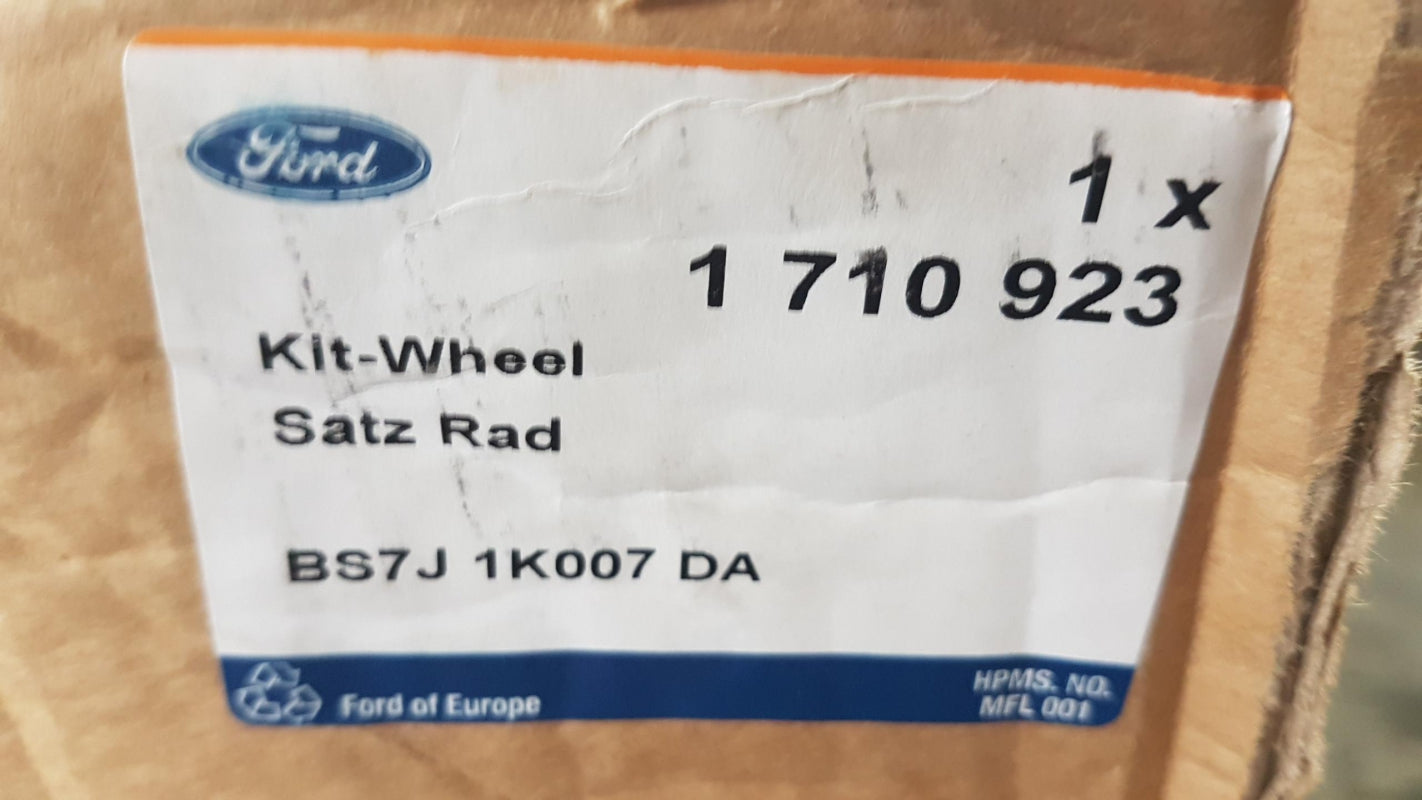 Ford
1 x
1 710 923
Kit-Wheel
Satz Rad
BS7J 1K007 DA
Ford of Europe
HPMS. NO.
MFL 001